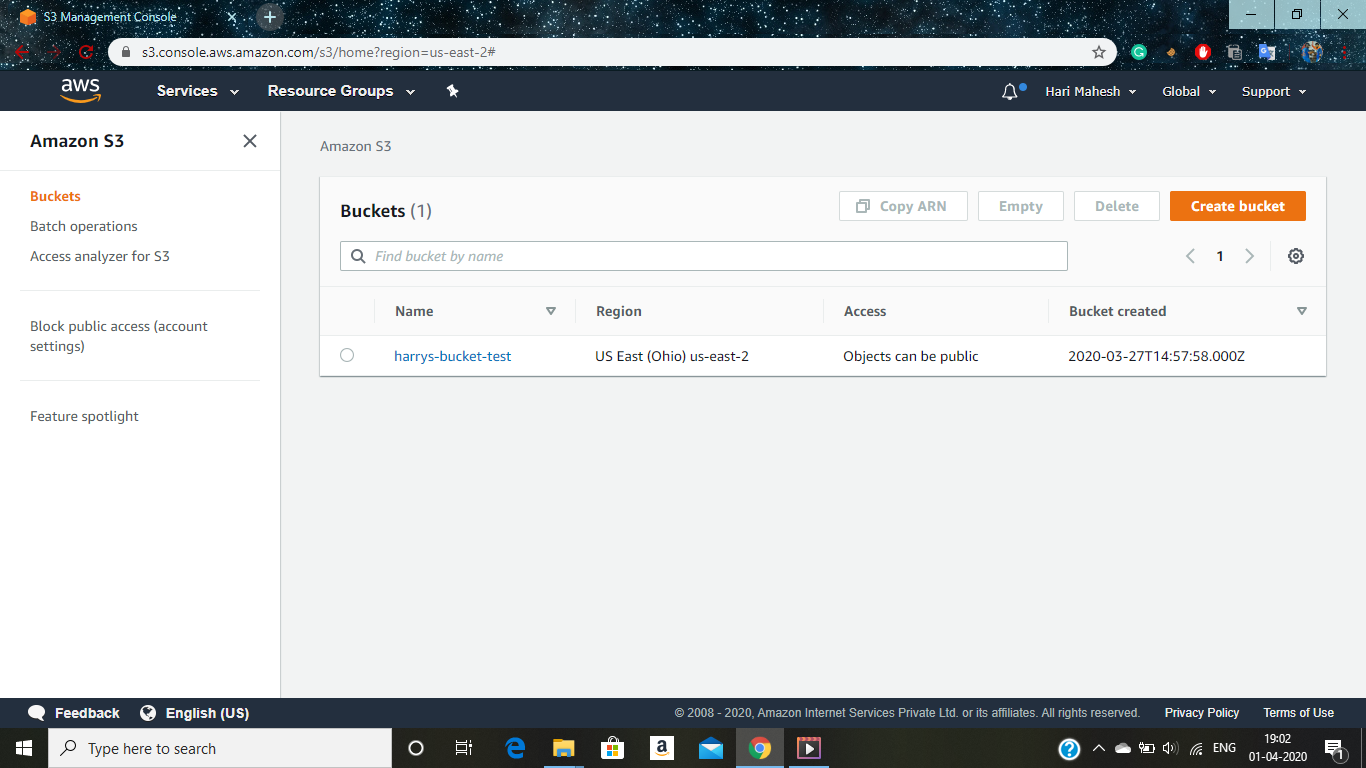 S3 Management Console
s3.console.aws.amazon.com/s3/home?region=us-east-2#
aws Services Resource Groups Hari Mahesh Global Support
Amazon S3
Buckets
Batch operations
Access analyzer for S3
Block public access (account
settings)
Feature spotlight
Amazon S3
Buckets (1) Copy ARN Empty Delete Create bucket
Find bucket by name 1
Name Region Access Bucket created
harrys-bucket-test US East (Ohio) us-east-2 Objects can be public 2020-03-27T14:57:58.000Z
Feedback English (US) © 2008 - 2020, Amazon Internet Services Private Ltd. or its affiliates. All rights reserved. Privacy Policy Terms of Use
Type here to search a ENG 19:02
01-04-2020 1